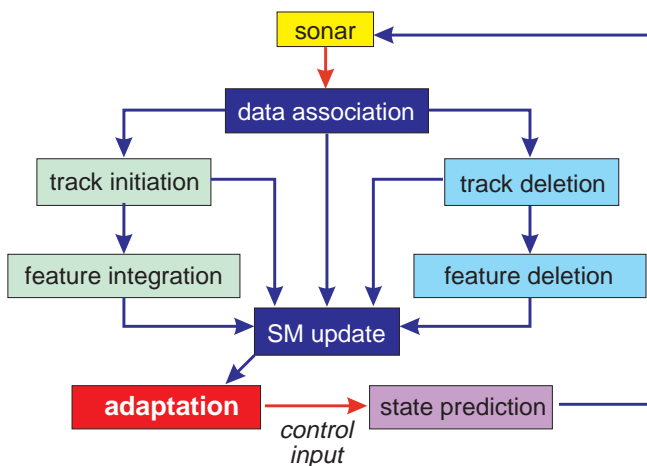 sonar
data association
track initiation
track deletion
feature integration
feature deletion
SM update
adaptation
state prediction
control
input